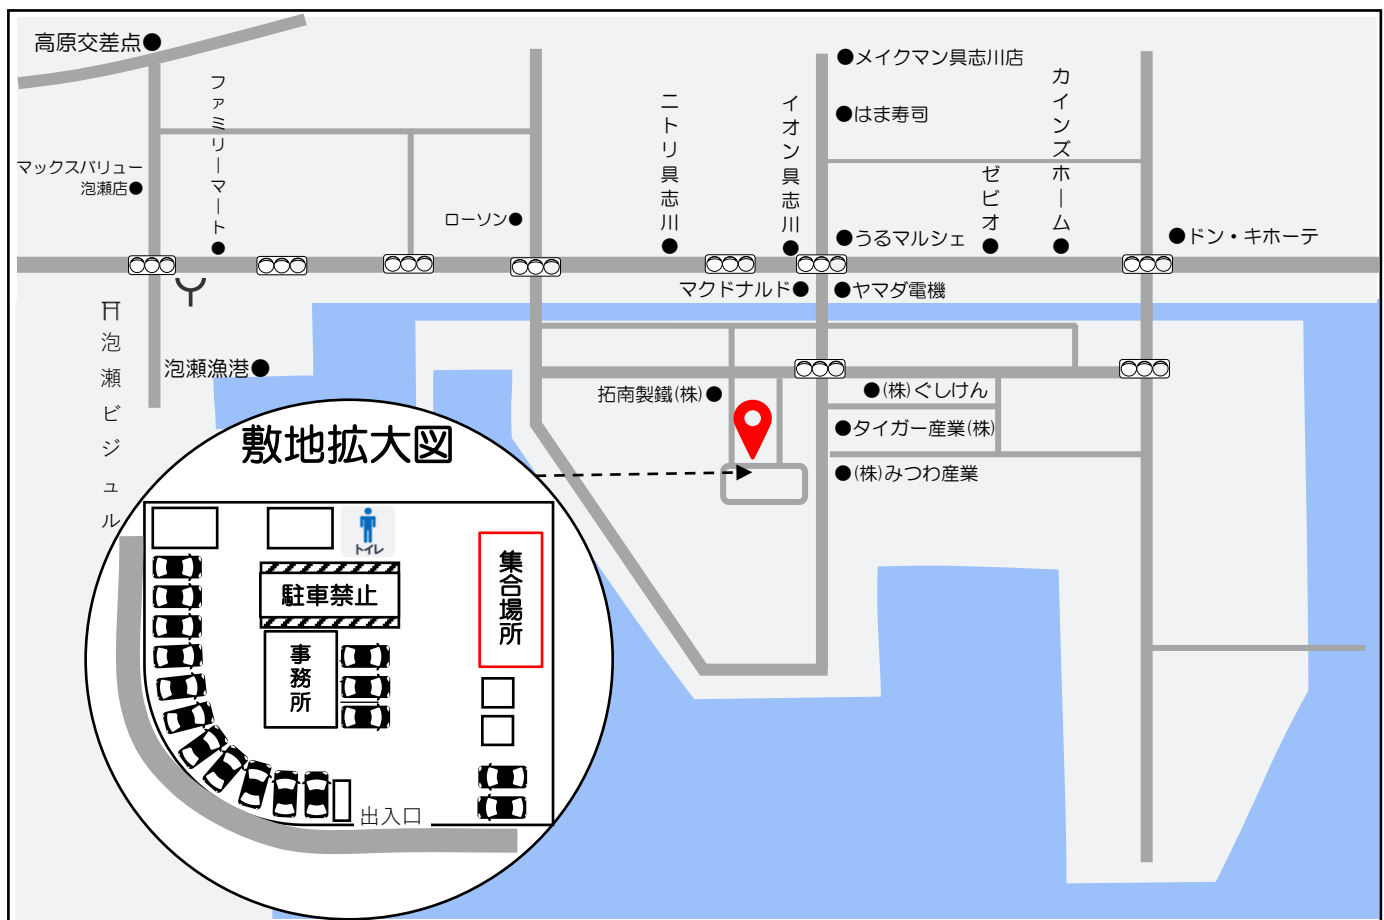 高原交差点●
ファミリーマート
●
マックスバリュー
泡瀬店●
ローソン●
ニトリ具志川
●
イオン具志川
●
●メイクマン具志川店
●はま寿司
カインズホーム
●
ゼビオ
●
●うるマルシェ
●ドン・キホーテ
マクドナルド●
●ヤマダ電機
泡瀬ビジュル
泡瀬漁港●
拓南製鐵(株)●
●(株)ぐしけん
●タイガー産業(株)
●(株)みつわ産業
敷地拡大図
トイレ
集合場所
駐車禁止
事務所
出入口